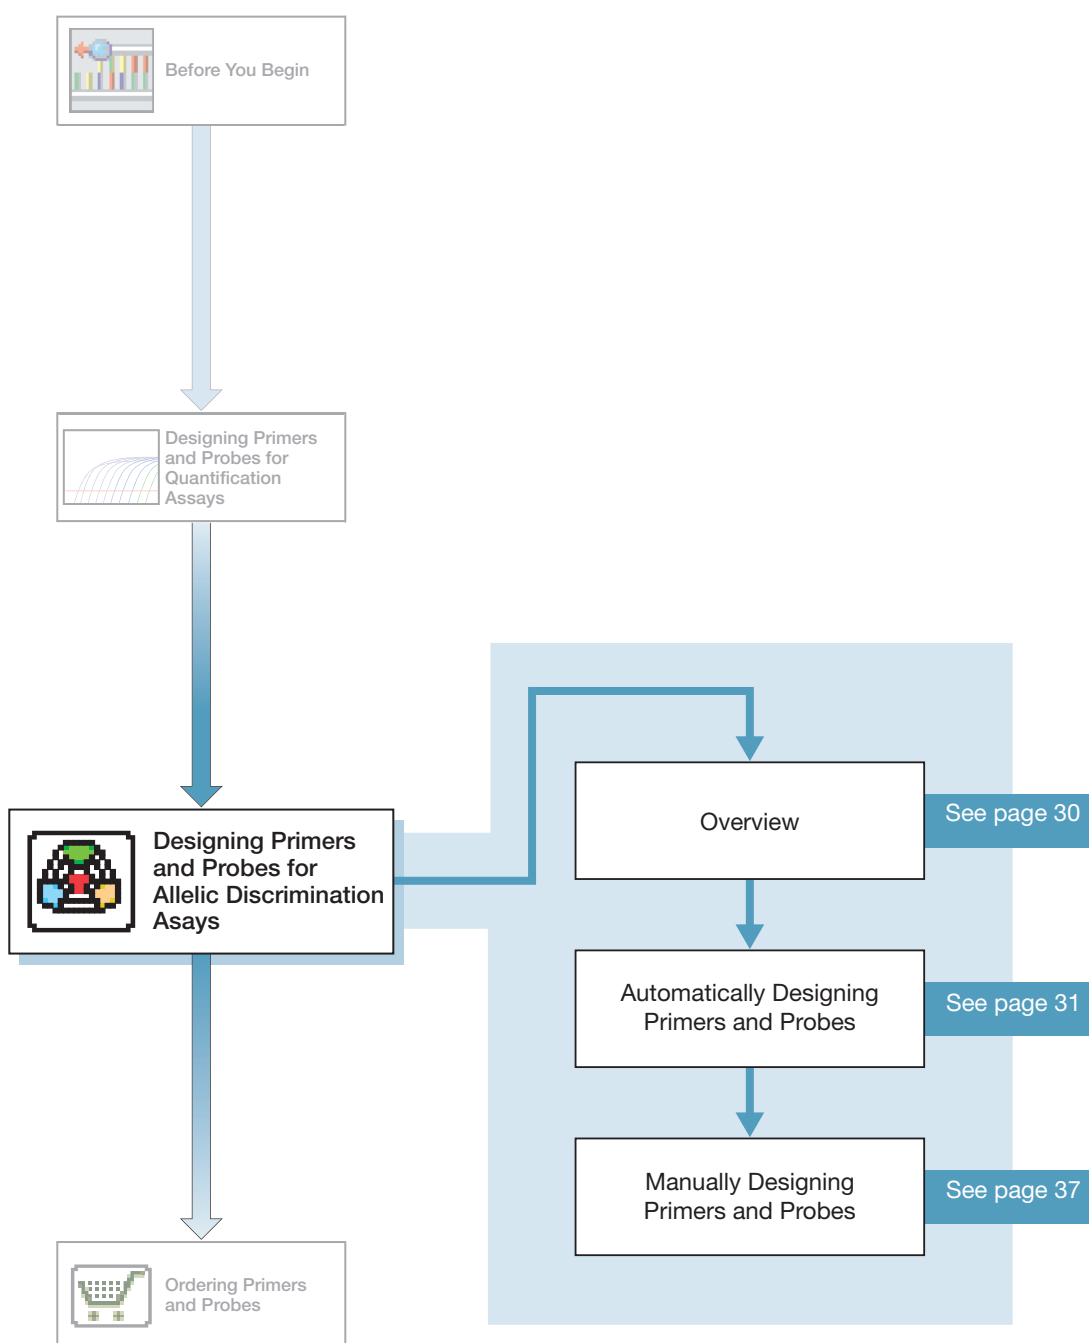 Before You Begin
Designing Primers
and Probes for
Quantification
Assays
Designing Primers
and Probes for
Allelic Discrimination
Asays
Overview
See page 30
Automatically Designing
Primers and Probes
See page 31
Manually Designing
Primers and Probes
See page 37
Ordering Primers
and Probes